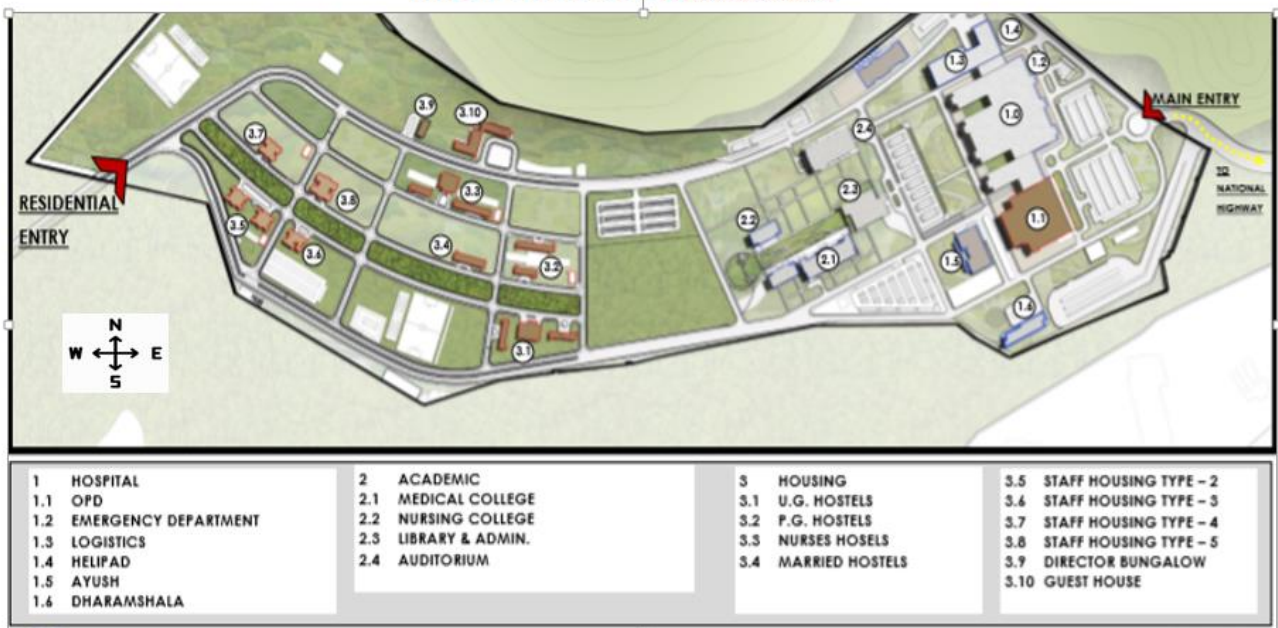 1.4
1.3
1.2
3.9
3.10
MAIN ENTRY
1.0
3.7
2.4
TO
NATIONAL
HIGHWAY
3.3
2.3
3.8
RESIDENTIAL
ENTRY
3.5
2.2
1.1
3.4
3.6
3.2
2.1
1.5
1.6
N
W E
S
3.1
1 HOSPITAL
1.1 OPD
1.2 EMERGENCY DEPARTMENT
1.3 LOGISTICS
1.4 HELIPAD
1.5 AYUSH
1.6 DHARAMSHALA
2 ACADEMIC
2.1 MEDICAL COLLEGE
2.2 NURSING COLLEGE
2.3 LIBRARY & ADMIN.
2.4 AUDITORIUM
3 HOUSING
3.1 U.G. HOSTELS
3.2 P.G. HOSTELS
3.3 NURSES HOSELS
3.4 MARRIED HOSTELS
3.5 STAFF HOUSING TYPE – 2
3.6 STAFF HOUSING TYPE – 3
3.7 STAFF HOUSING TYPE – 4
3.8 STAFF HOUSING TYPE – 5
3.9 DIRECTOR BUNGALOW
3.10 GUEST HOUSE